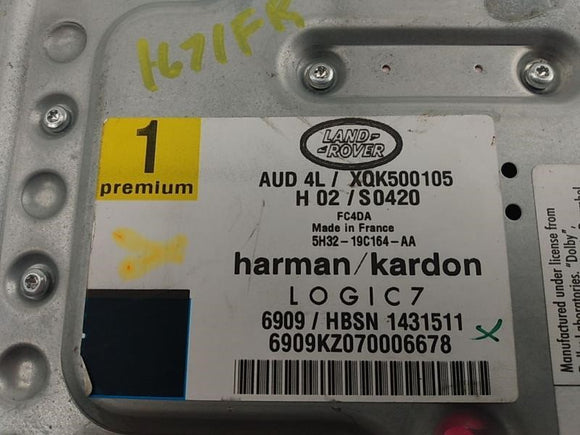 1671FR
1
premium
LAND-
ROVER
AUD 4L / XQK500105
H 02 / S0420
FC4DA
Made in France
5H32-19C164-AA
harman/kardon
LOGIC7
6909 / HBSN 1431511 x
6909KZ070006678
Manufactured under license from
"Dolby"